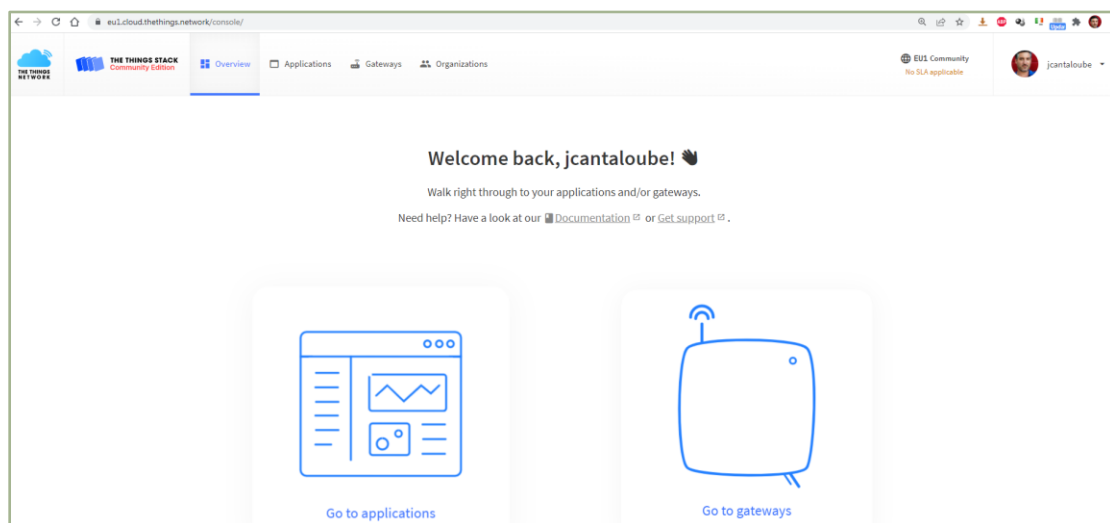 eu1.cloud.thethings.network/console/
THE THINGS
NETWORK
THE THINGS STACK
Community Edition
Overview
Applications
Gateways
Organizations
EU1 Community
No SLA applicable
jcantaloube
Welcome back, jcantaloube!
Walk right through to your applications and/or gateways.
Need help? Have a look at our Documentation or Get support .
Go to applications
Go to gateways